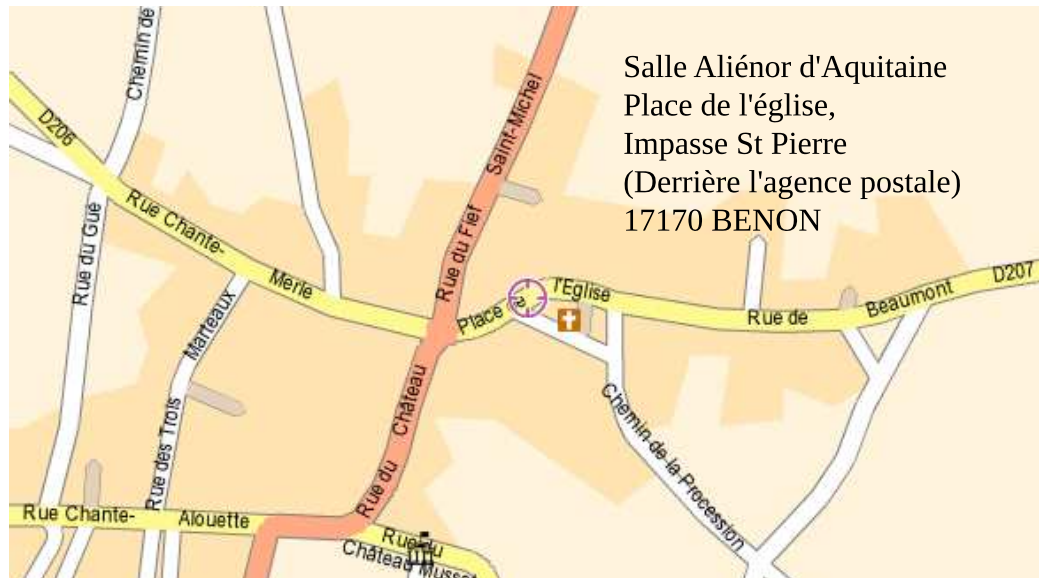 Salle Aliénor d'Aquitaine
Place de l'église,
Impasse St Pierre
(Derrière l'agence postale)
17170 BENON
Chemin de
D206
Rue Chante-
Merle
Rue du Gué
Marteaux
Rue des Trois
Rue Chante-
Alouette
Saint-Michel
Rue du Fief
Place
l'Eglise
Rue de
Beaumont
D207
Château
Rue du
Chemin de la Procession
Rue du
Château Musset